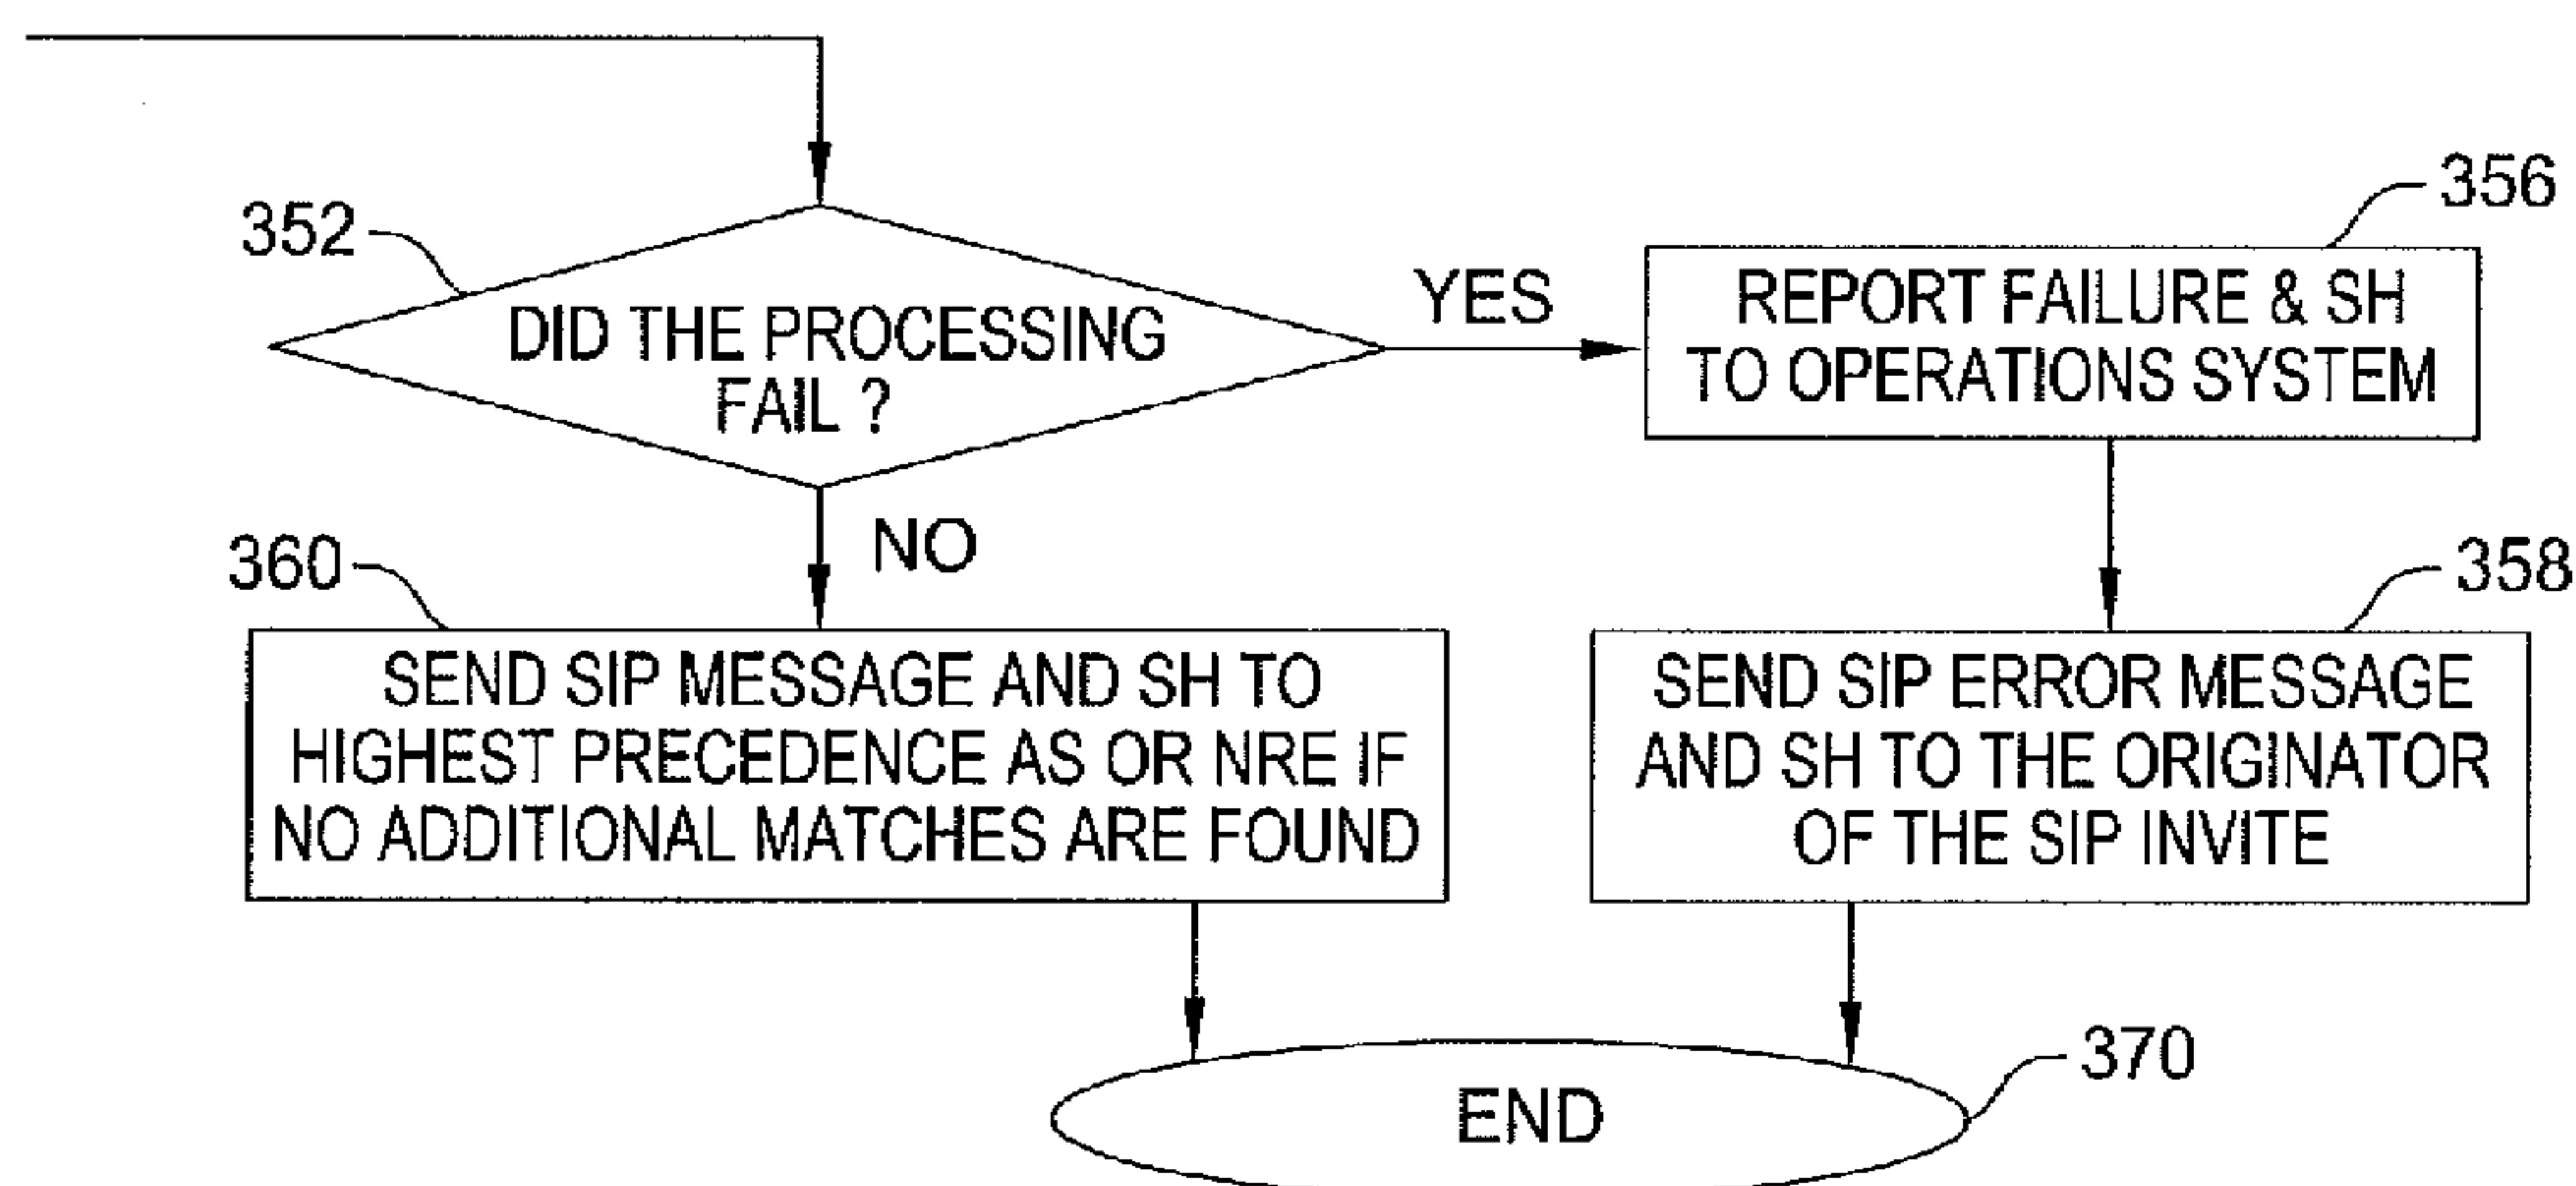 352
DID THE PROCESSING
FAIL ?
YES
356
REPORT FAILURE & SH
TO OPERATIONS SYSTEM
NO
360
SEND SIP MESSAGE AND SH TO
HIGHEST PRECEDENCE AS OR NRE IF
NO ADDITIONAL MATCHES ARE FOUND
358
SEND SIP ERROR MESSAGE
AND SH TO THE ORIGINATOR
OF THE SIP INVITE
370
END